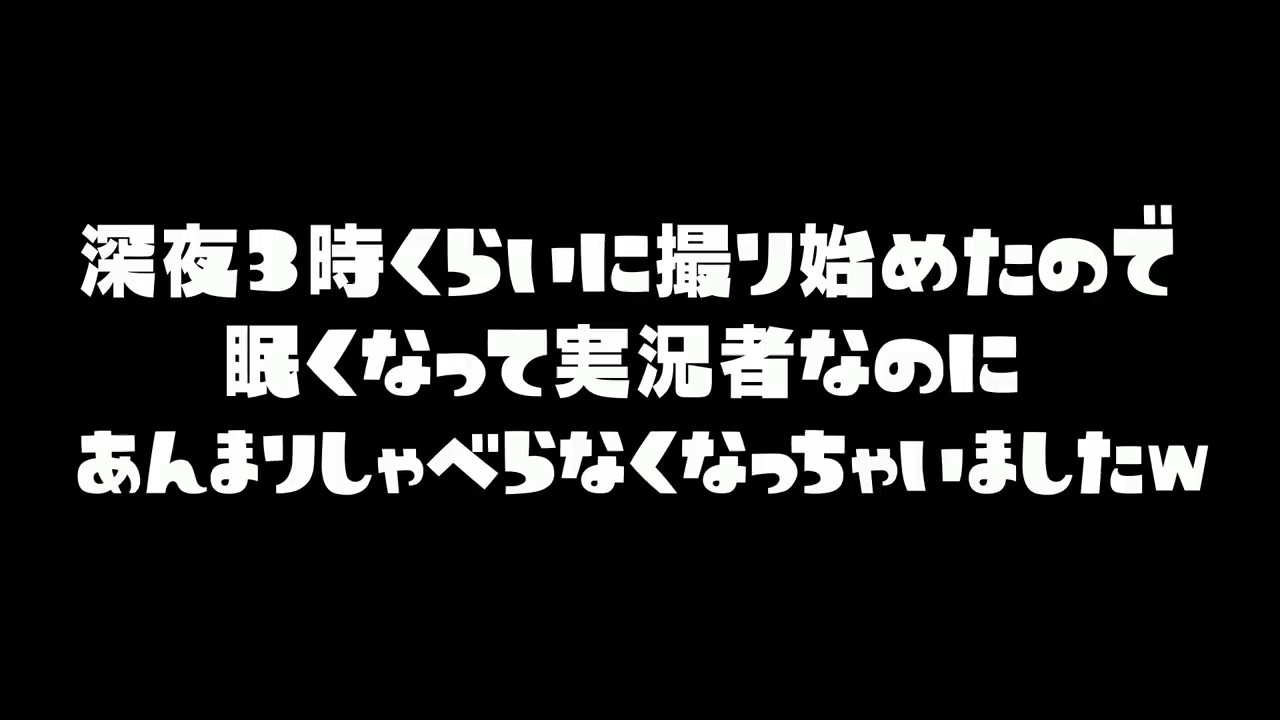 深夜3時くらいに撮り始めたので
眠くなって実況者なのに
あんまりしゃべらなくなっちゃいましたw